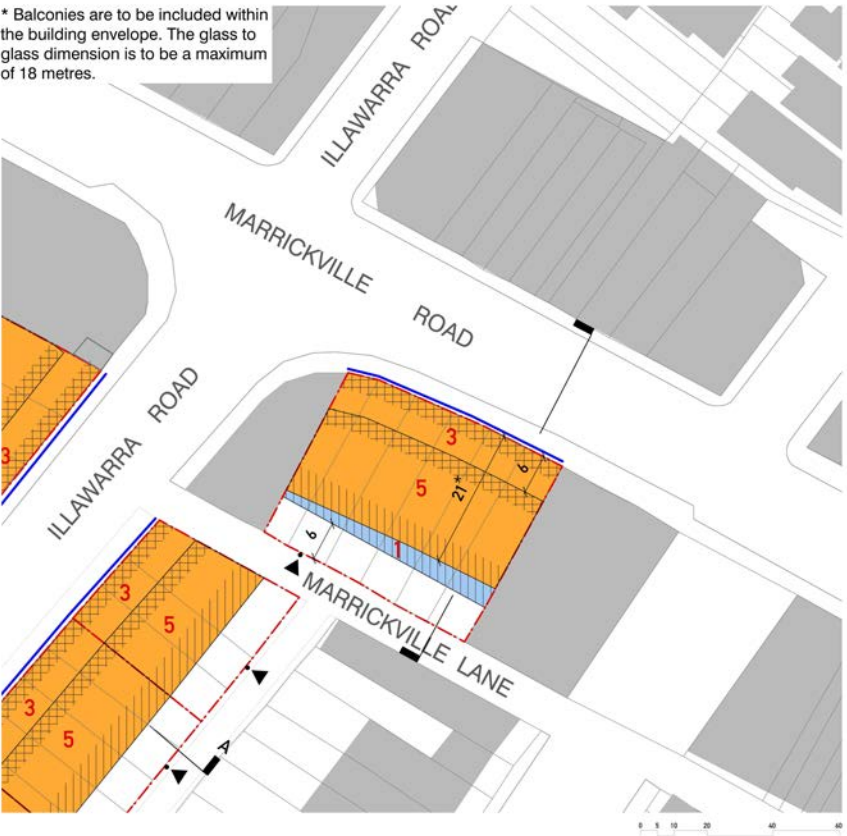 * Balconies are to be included within
the building envelope. The glass to
glass dimension is to be a maximum
of 18 metres.
ILLAWARRA ROAD
MARRICKVILLE ROAD
ILLAWARRA ROAD
3
3
6
5
21*
6
1
MARRICKVILLE LANE
3
5
3
5
A
0 5 10 20 40 60